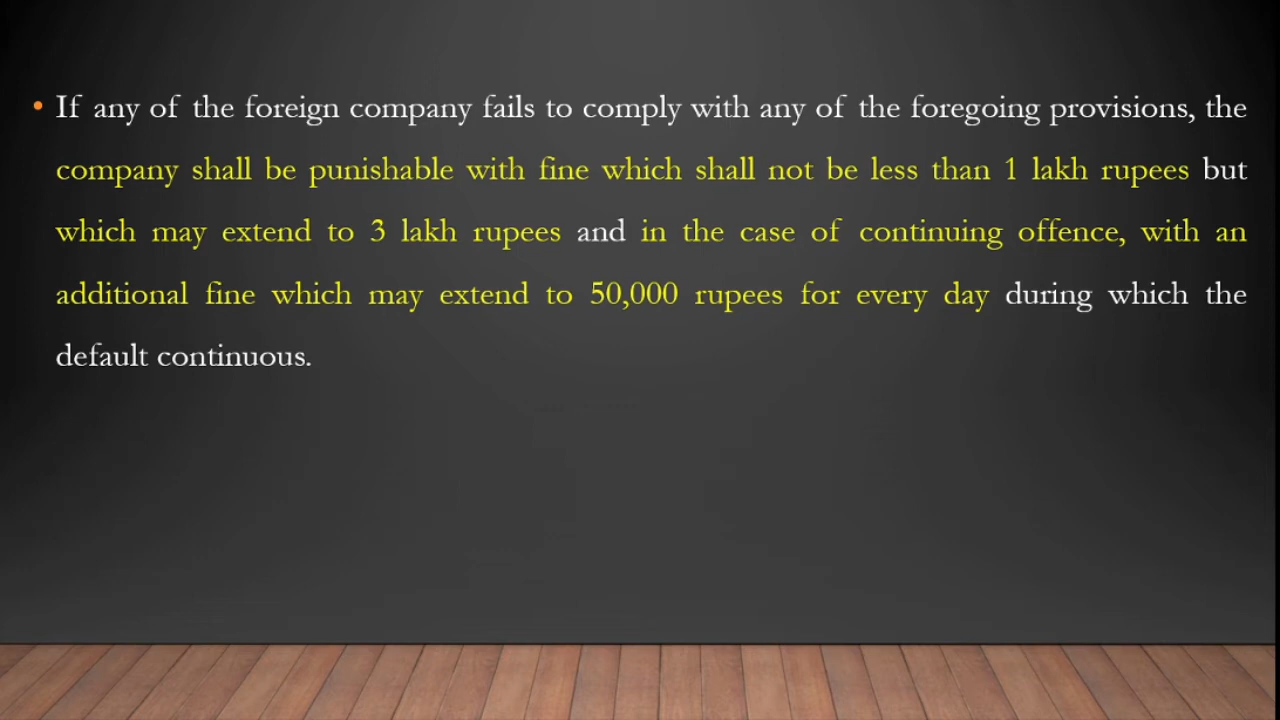 • If any of the foreign company fails to comply with any of the foregoing provisions, the
company shall be punishable with fine which shall not be less than 1 lakh rupees but
which may extend to 3 lakh rupees and in the case of continuing offence, with an
additional fine which may extend to 50,000 rupees for every day during which the
default continuous.